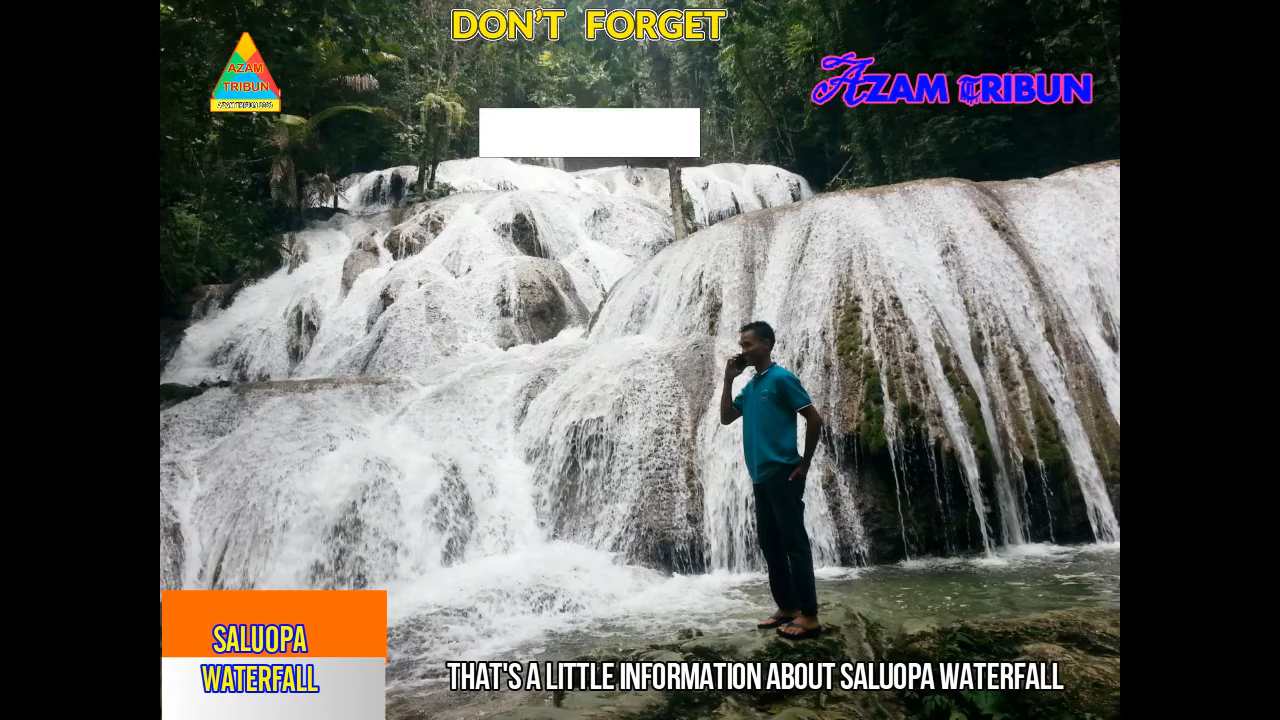 DON'T FORGET
AZAM
TRIBUN
AZAM TRIBUN
SALUOPA
WATERFALL
THAT'S A LITTLE INFORMATION ABOUT SALUOPA WATERFALL